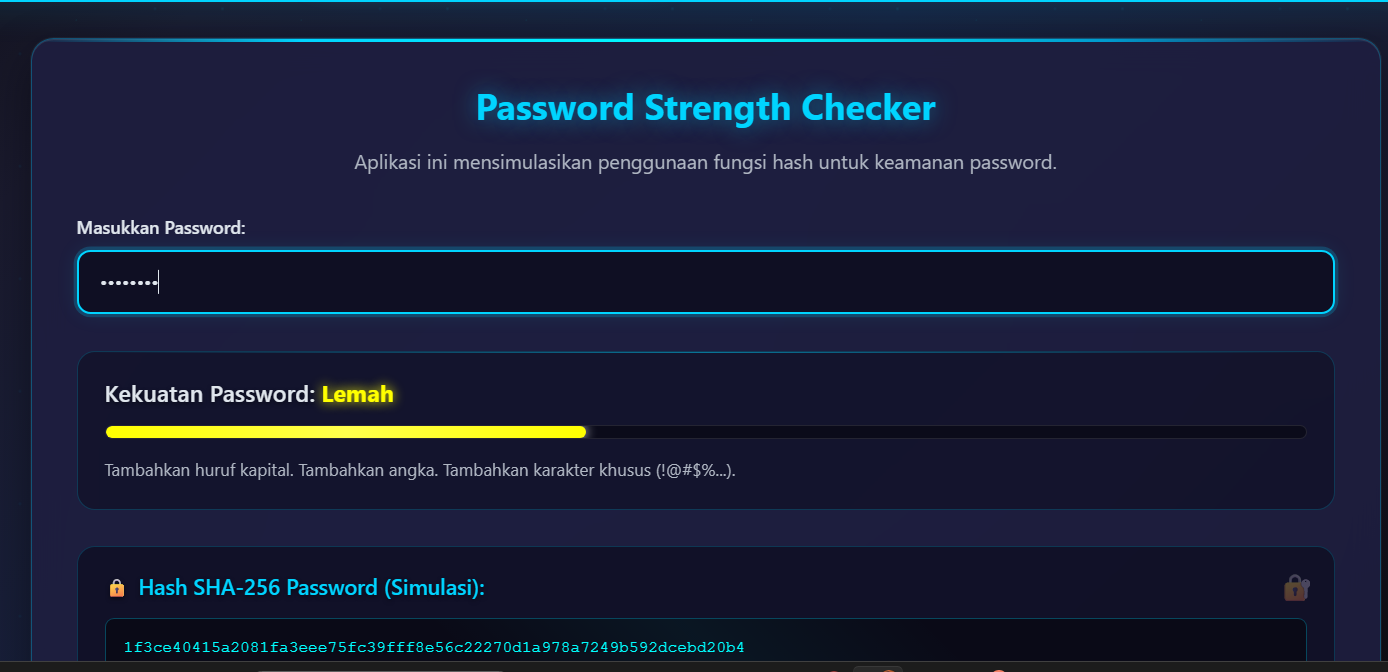 Password Strength Checker
Aplikasi ini mensimulasikan penggunaan fungsi hash untuk keamanan password.
Masukkan Password:
••••••••
Kekuatan Password: Lemah
Tambahkan huruf kapital. Tambahkan angka. Tambahkan karakter khusus (!@#$%...).
Hash SHA-256 Password (Simulasi):
1f3ce40415a2081fa3eee75fc39fff8e56c22270d1a978a7249b592dcebd20b4